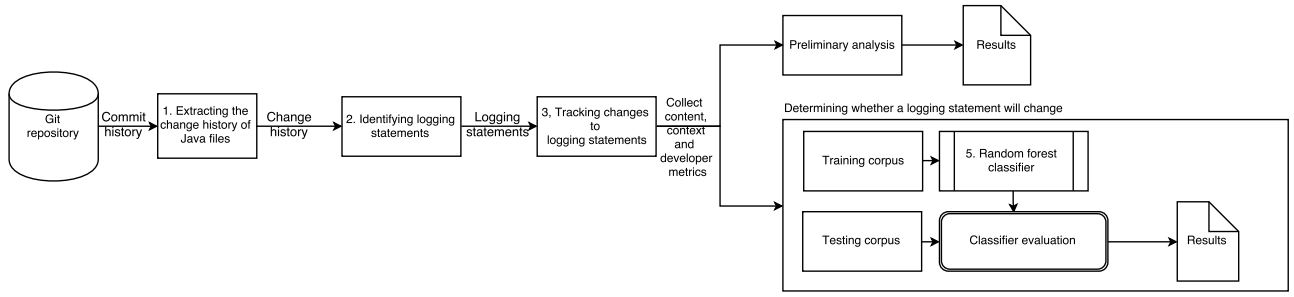 Git
repository
Commit
history
1. Extracting the
change history of
Java files
Change
history
2. Identifying logging
statements
Logging
statements
3, Tracking changes
to
logging statements
Collect
content,
context
and
developer
metrics
Preliminary analysis
Results
Determining whether a logging statement will change
Training corpus
5. Random forest
classifier
Testing corpus
Classifier evaluation
Results